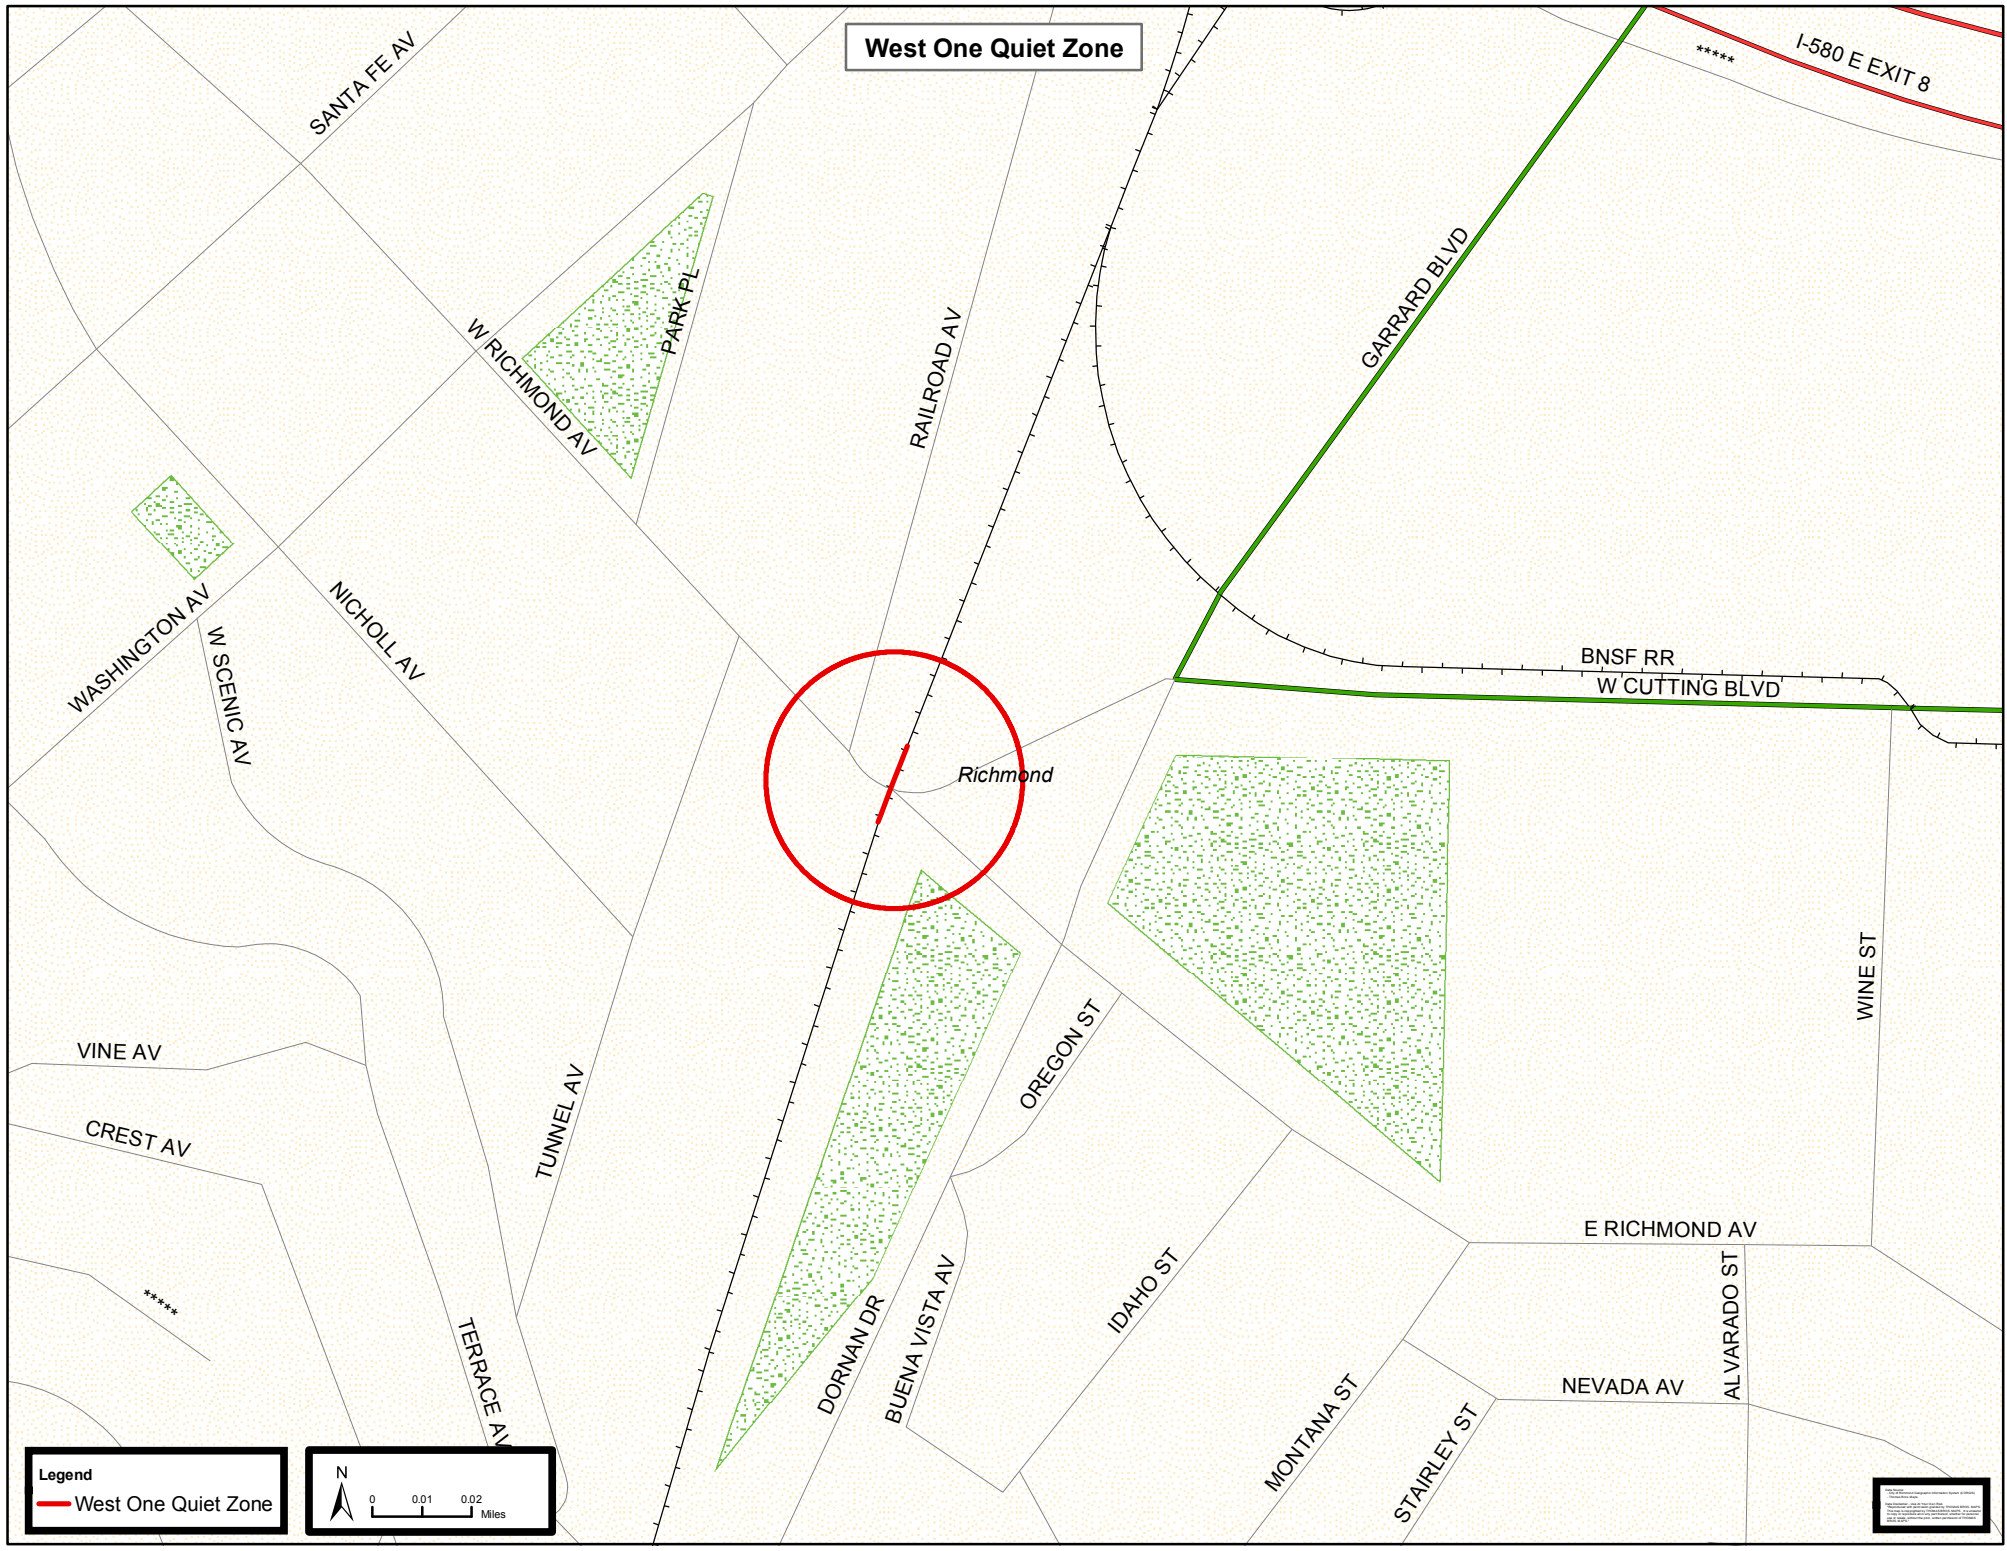 West One Quiet Zone
I-580 E EXIT 8
*****
SANTA FE AV
GARRARD BLVD
PARK PL
RAILROAD AV
W RICHMOND AV
WASHINGTON AV
NICHOLL AV
W SCENIC AV
BNSF RR
W CUTTING BLVD
Richmond
WINE ST
OREGON ST
VINE AV
CREST AV
TUNNEL AV
E RICHMOND AV
ALVARADO ST
IDAHO ST
BUENA VISTA AV
DORNAN DR
*****
TERRACE AV
NEVADA AV
MONTANA ST
STAIRLEY ST
Legend
West One Quiet Zone
N
0 0.01 0.02
Miles